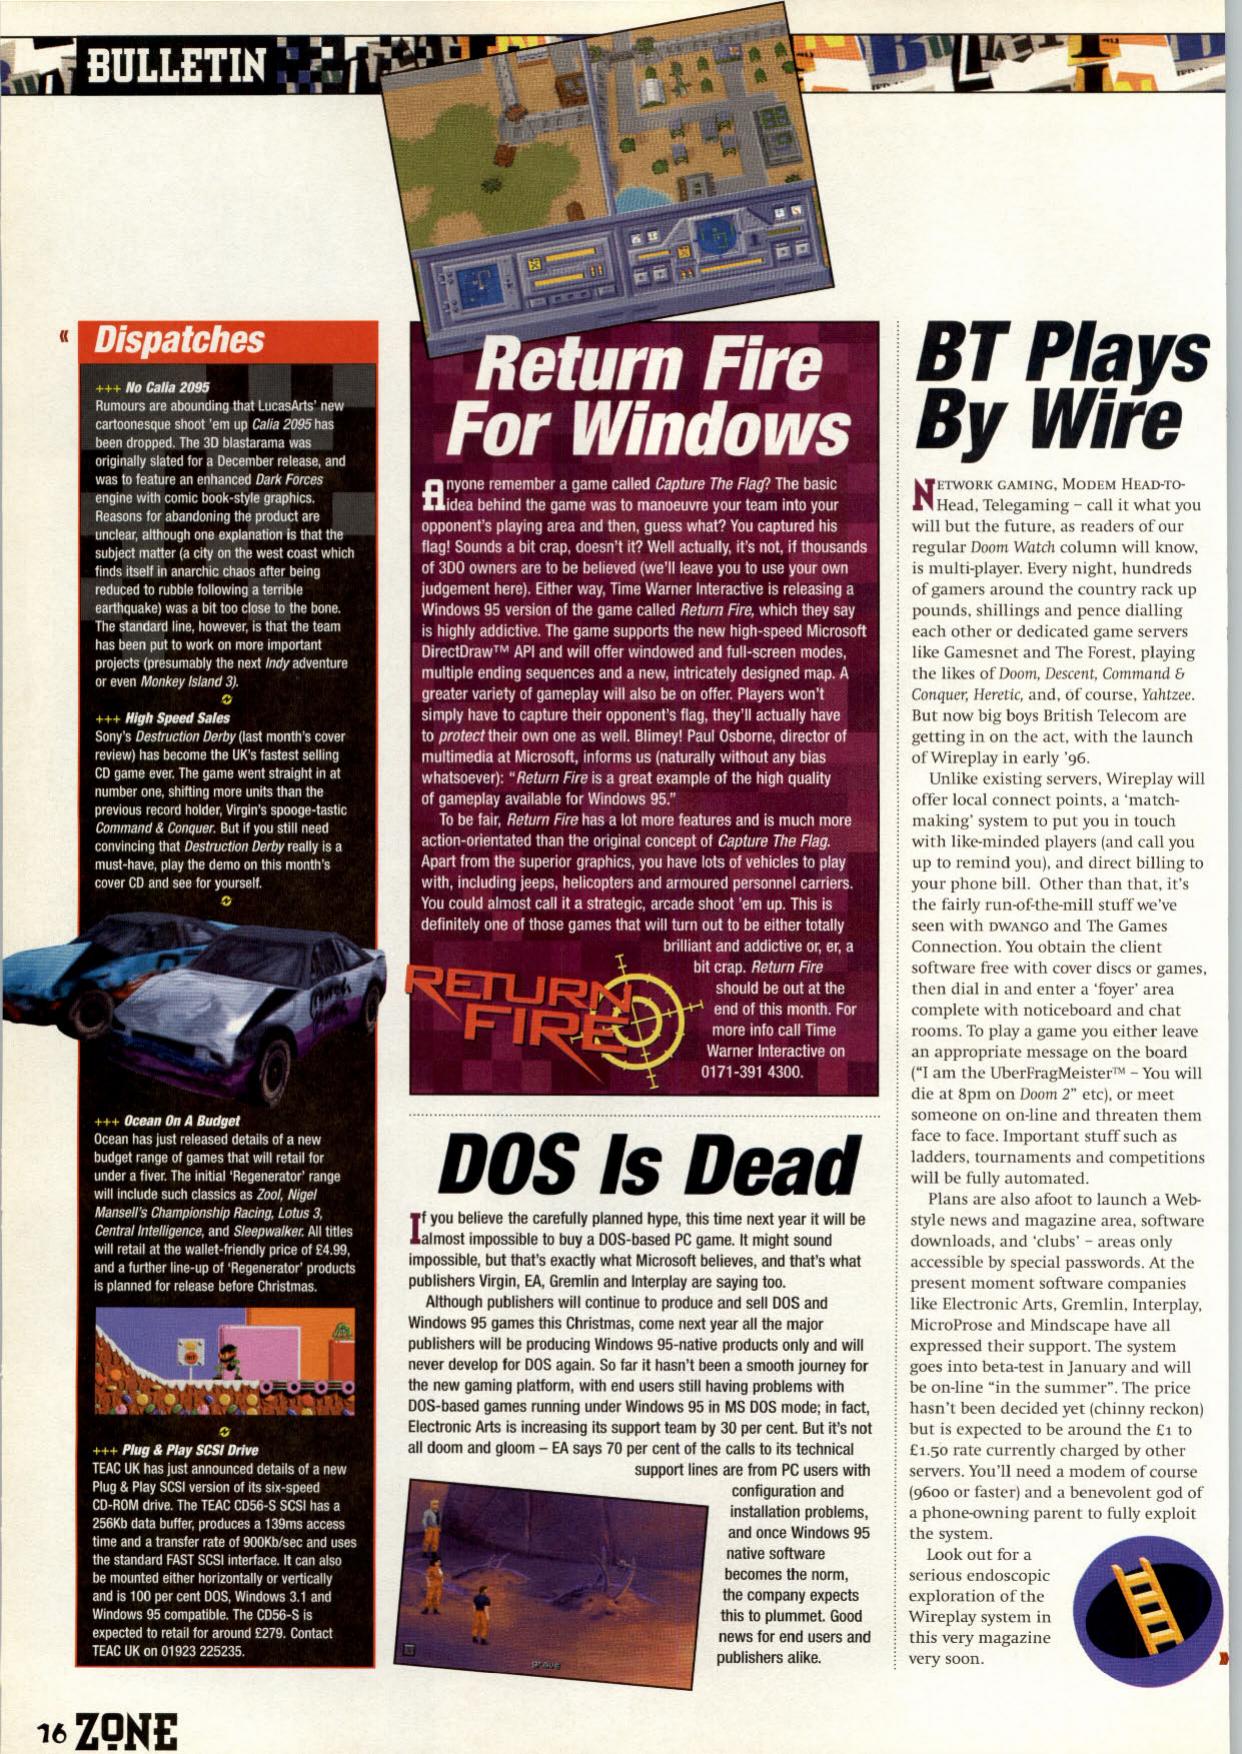 BULLETIN
«
Dispatches
+++ No Calia 2095
Rumours are abounding that LucasArts' new
cartoonesque shoot 'em up Calia 2095 has
been dropped. The 3D blastarama was
originally slated for a December release, and
was to feature an enhanced Dark Forces
engine with comic book-style graphics.
Reasons for abandoning the product are
unclear, although one explanation is that the
subject matter (a city on the west coast which
finds itself in anarchic chaos after being
reduced to rubble following a terrible
earthquake) was a bit too close to the bone.
The standard line, however, is that the team
has been put to work on more important
projects (presumably the next Indy adventure
or even Monkey Island 3).
+++ High Speed Sales
Sony's Destruction Derby (last month's cover
review) has become the UK's fastest selling
CD game ever. The game went straight in at
number one, shifting more units than the
previous record holder, Virgin's spooge-tastic
Command & Conquer. But if you still need
convincing that Destruction Derby really is a
must-have, play the demo on this month's
cover CD and see for yourself.
+++ Ocean On A Budget
Ocean has just released details of a new
budget range of games that will retail for
under a fiver. The initial 'Regenerator' range
will include such classics as Zool, Nigel
Mansell's Championship Racing, Lotus 3,
Central Intelligence, and Sleepwalker. All titles
will retail at the wallet-friendly price of £4.99,
and a further line-up of 'Regenerator' products
is planned for release before Christmas.
+++ Plug & Play SCSI Drive
TEAC UK has just announced details of a new
Plug & Play SCSI version of its six-speed
CD-ROM drive. The TEAC CD56-S SCSI has a
256Kb data buffer, produces a 139ms access
time and a transfer rate of 900Kb/sec and uses
the standard FAST SCSI interface. It can also
be mounted either horizontally or vertically
and is 100 per cent DOS, Windows 3.1 and
Windows 95 compatible. The CD56-S is
expected to retail for around £279. Contact
TEAC UK on 01923 225235.
Return Fire
For Windows
Anyone remember a game called Capture The Flag? The basic
idea behind the game was to manoeuvre your team into your
opponent's playing area and then, guess what? You captured his
flag! Sounds a bit crap, doesn't it? Well actually, it's not, if thousands
of 3DO owners are to be believed (we'll leave you to use your own
judgement here). Either way, Time Warner Interactive is releasing a
Windows 95 version of the game called Return Fire, which they say
is highly addictive. The game supports the new high-speed Microsoft
DirectDraw™ API and will offer windowed and full-screen modes,
multiple ending sequences and a new, intricately designed map. A
greater variety of gameplay will also be on offer. Players won't
simply have to capture their opponent's flag, they'll actually have
to protect their own one as well. Blimey! Paul Osborne, director of
multimedia at Microsoft, informs us (naturally without any bias
whatsoever): "Return Fire is a great example of the high quality
of gameplay available for Windows 95."
To be fair, Return Fire has a lot more features and is much more
action-orientated than the original concept of Capture The Flag.
Apart from the superior graphics, you have lots of vehicles to play
with, including jeeps, helicopters and armoured personnel carriers.
You could almost call it a strategic, arcade shoot 'em up. This is
definitely one of those games that will turn out to be either totally
brilliant and addictive or, er, a
bit crap. Return Fire
should be out at the
end of this month. For
more info call Time
Warner Interactive on
0171-391 4300.
RETURN
FIRE
DOS Is Dead
If you believe the carefully planned hype, this time next year it will be
almost impossible to buy a DOS-based PC game. It might sound
impossible, but that's exactly what Microsoft believes, and that's what
publishers Virgin, EA, Gremlin and Interplay are saying too.
Although publishers will continue to produce and sell DOS and
Windows 95 games this Christmas, come next year all the major
publishers will be producing Windows 95-native products only and will
never develop for DOS again. So far it hasn't been a smooth journey for
the new gaming platform, with end users still having problems with
DOS-based games running under Windows 95 in MS DOS mode; in fact,
Electronic Arts is increasing its support team by 30 per cent. But it's not
all doom and gloom – EA says 70 per cent of the calls to its technical
support lines are from PC users with
configuration and
installation problems,
and once Windows 95
native software
becomes the norm,
the company expects
this to plummet. Good
news for end users and
publishers alike.
grave
BT Plays
By Wire
NETWORK GAMING, MODEM HEAD-TO-
Head, Telegaming – call it what you
will but the future, as readers of our
regular Doom Watch column will know,
is multi-player. Every night, hundreds
of gamers around the country rack up
pounds, shillings and pence dialling
each other or dedicated game servers
like Gamesnet and The Forest, playing
the likes of Doom, Descent, Command &
Conquer, Heretic, and, of course, Yahtzee.
But now big boys British Telecom are
getting in on the act, with the launch
of Wireplay in early '96.
Unlike existing servers, Wireplay will
offer local connect points, a 'match-
making' system to put you in touch
with like-minded players (and call you
up to remind you), and direct billing to
your phone bill. Other than that, it's
the fairly run-of-the-mill stuff we've
seen with DWANGO and The Games
Connection. You obtain the client
software free with cover discs or games,
then dial in and enter a 'foyer' area
complete with noticeboard and chat
rooms. To play a game you either leave
an appropriate message on the board
("I am the UberFragMeister™ – You will
die at 8pm on Doom 2" etc), or meet
someone on on-line and threaten them
face to face. Important stuff such as
ladders, tournaments and competitions
will be fully automated.
Plans are also afoot to launch a Web-
style news and magazine area, software
downloads, and 'clubs' – areas only
accessible by special passwords. At the
present moment software companies
like Electronic Arts, Gremlin, Interplay,
MicroProse and Mindscape have all
expressed their support. The system
goes into beta-test in January and will
be on-line "in the summer". The price
hasn't been decided yet (chinny reckon)
but is expected to be around the £1 to
£1.50 rate currently charged by other
servers. You'll need a modem of course
(9600 or faster) and a benevolent god of
a phone-owning parent to fully exploit
the system.
Look out for a
serious endoscopic
exploration of the
Wireplay system in
this very magazine
very soon.
»
16 ZONE